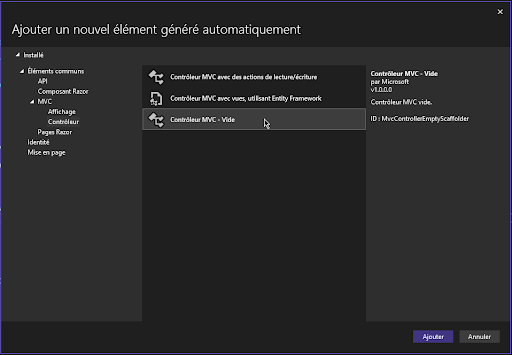 Ajouter un nouvel élément généré automatiquement
Installé
Éléments communs
API
Composant Razor
MVC
Affichage
Contrôleur
Pages Razor
Identité
Mise en page
Contrôleur MVC avec des actions de lecture/écriture
Contrôleur MVC avec vues, utilisant Entity Framework
Contrôleur MVC - Vide
Contrôleur MVC - Vide
par Microsoft
v1.0.0.0
Contrôleur MVC vide.
ID : MvcControllerEmptyScaffolder
Ajouter
Annuler